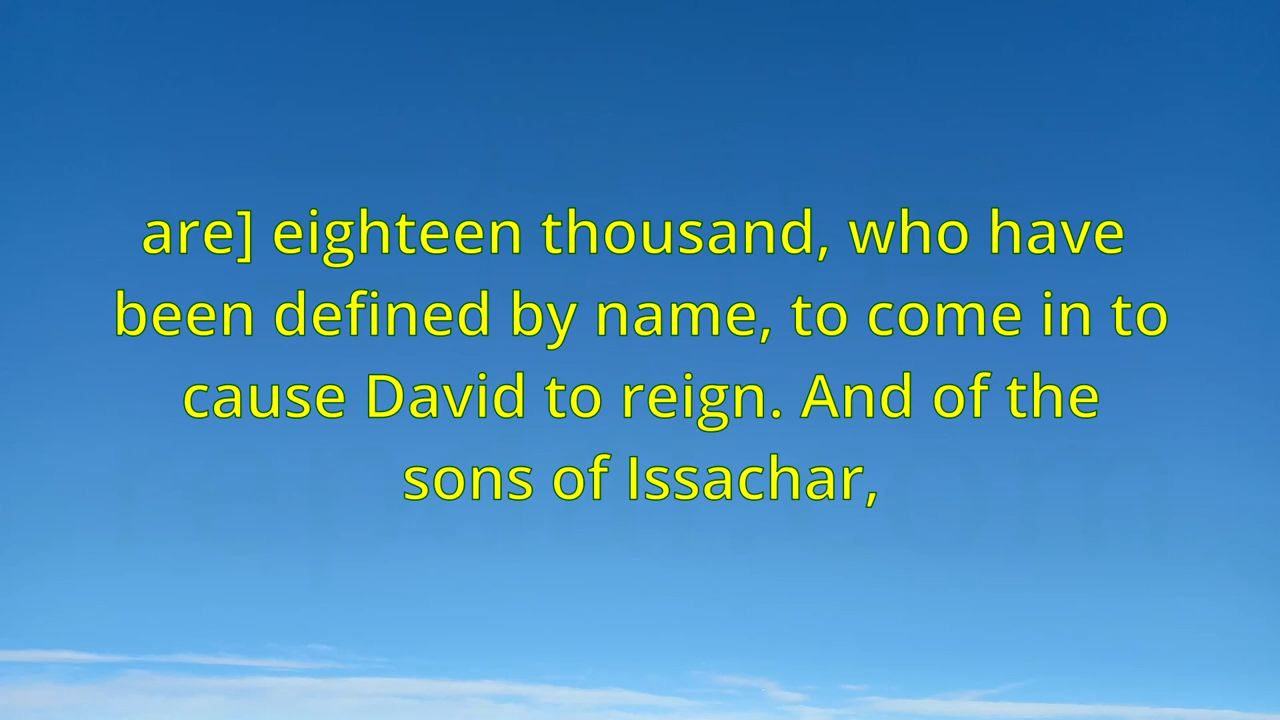 are] eighteen thousand, who have
been defined by name, to come in to
cause David to reign. And of the
sons of Issachar,